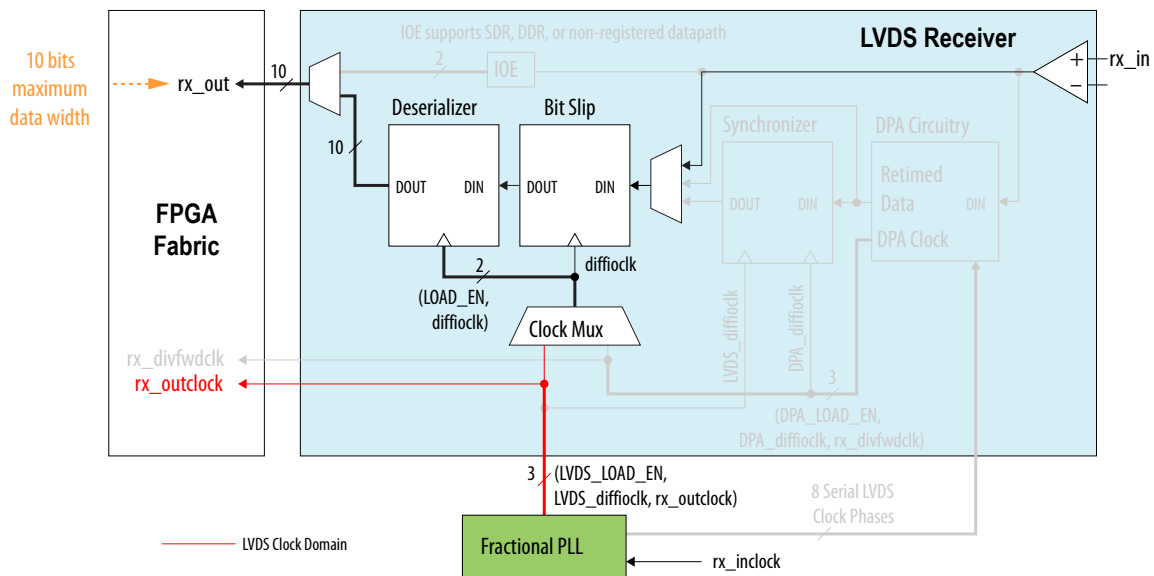 IOE supports SDR, DDR, or non-registered datapath
LVDS Receiver
10 bits
maximum
data width
rx_out
10
2
IOE
+
−
rx_in
Deserializer
Bit Slip
Synchronizer
DPA Circuitry
10
DOUT
DIN
DOUT
DIN
DOUT
DIN
Retimed
Data
DIN
DPA Clock
FPGA
Fabric
2
(LOAD_EN,
diffioclk)
diffioclk
Clock Mux
LVDS_diffioclk
DPA_diffioclk
rx_divfwdclk
rx_outclock
3
(DPA_LOAD_EN,
DPA_diffioclk, rx_divfwdclk)
3
(LVDS_LOAD_EN,
LVDS_diffioclk, rx_outclock)
8 Serial LVDS
Clock Phases
LVDS Clock Domain
Fractional PLL
rx_inclock